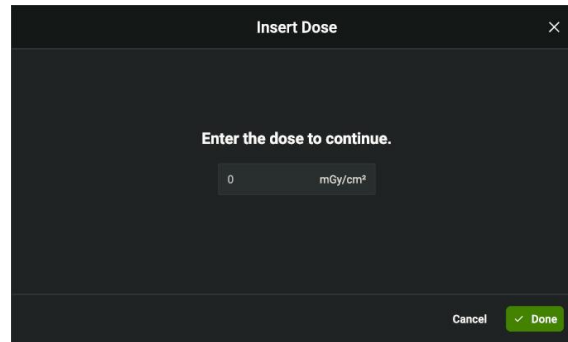 Insert Dose
Enter the dose to continue.
0 mGy/cm²
Cancel Done